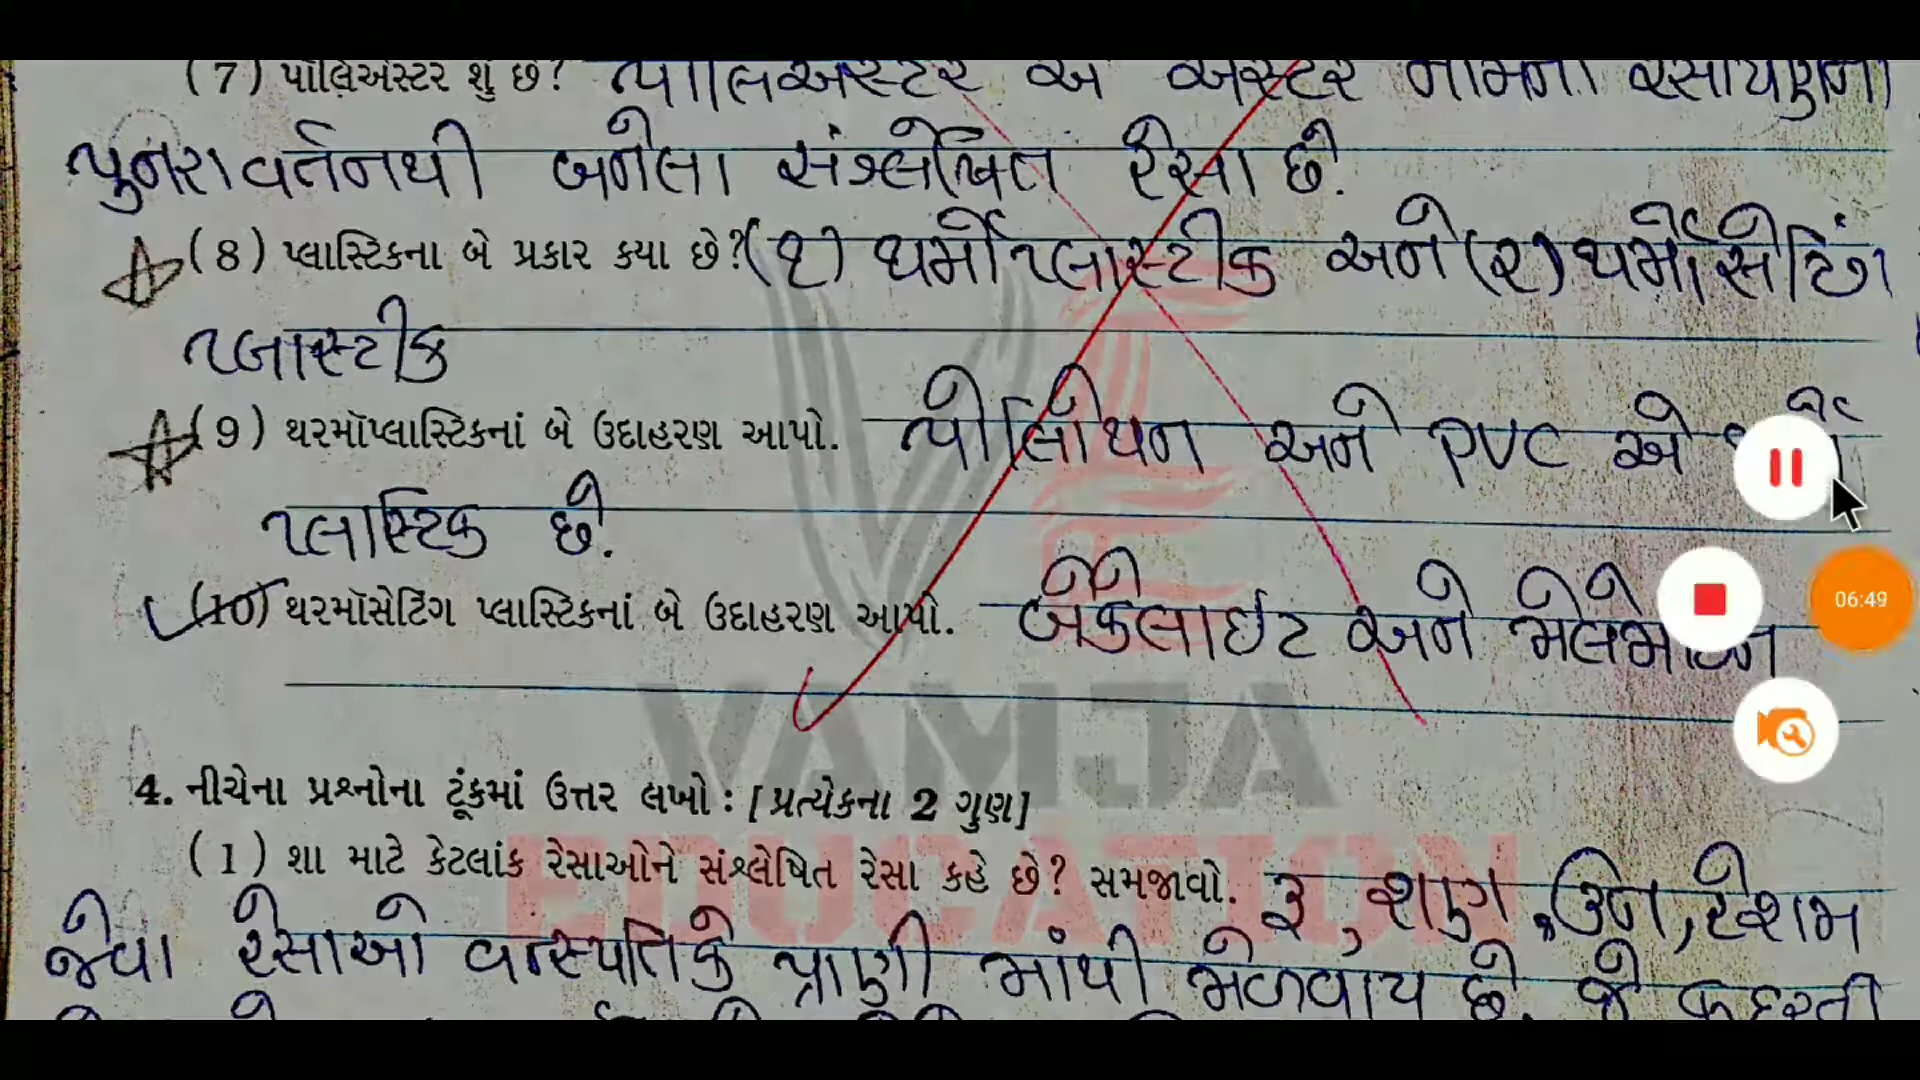 (7) પૉલિએસ્ટર શું છે? પોલિએસ્ટર એ એસ્ટર નામના રસાયણના
પુનરાવર્તનથી બનેલા સંશ્લેષિત રેસા છે.
(8) પ્લાસ્ટિકના બે પ્રકાર કયા છે? (૧) થર્મોપ્લાસ્ટીક અને (૨) થર્મોસેટિંગ
પ્લાસ્ટીક
(9) થરમૉપ્લાસ્ટિકનાં બે ઉદાહરણ આપો. પોલિથિન અને PVC એ
પ્લાસ્ટિક છે.
(10) થરમૉસેટિંગ પ્લાસ્ટિકનાં બે ઉદાહરણ આપો. બેકેલાઇટ અને
06:49
VAMJA
EDUCATION
4. નીચેના પ્રશ્નોના ટૂંકમાં ઉત્તર લખો : [પ્રત્યેકના 2 ગુણ]
(1) શા માટે કેટલાંક રેસાઓને સંશ્લેષિત રેસા કહે છે? સમજાવો. રૂ, શણ, ઊન, રેશમ
જેવા રેસાઓ વનસ્પતિ કે પ્રાણી માંથી મેળવાય છે. જે કુદરતી